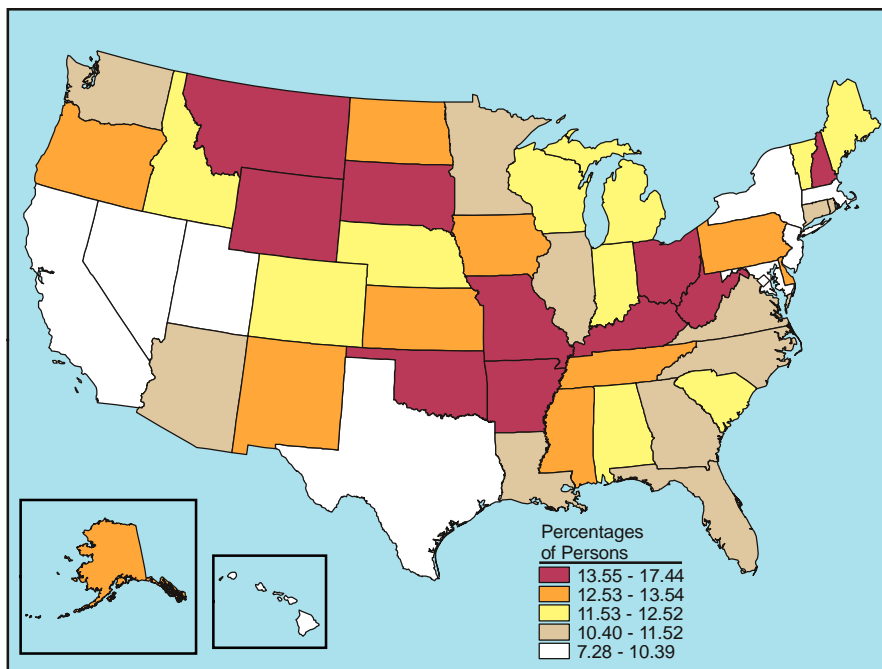 Percentages
of Persons
13.55 - 17.44
12.53 - 13.54
11.53 - 12.52
10.40 - 11.52
7.28 - 10.39